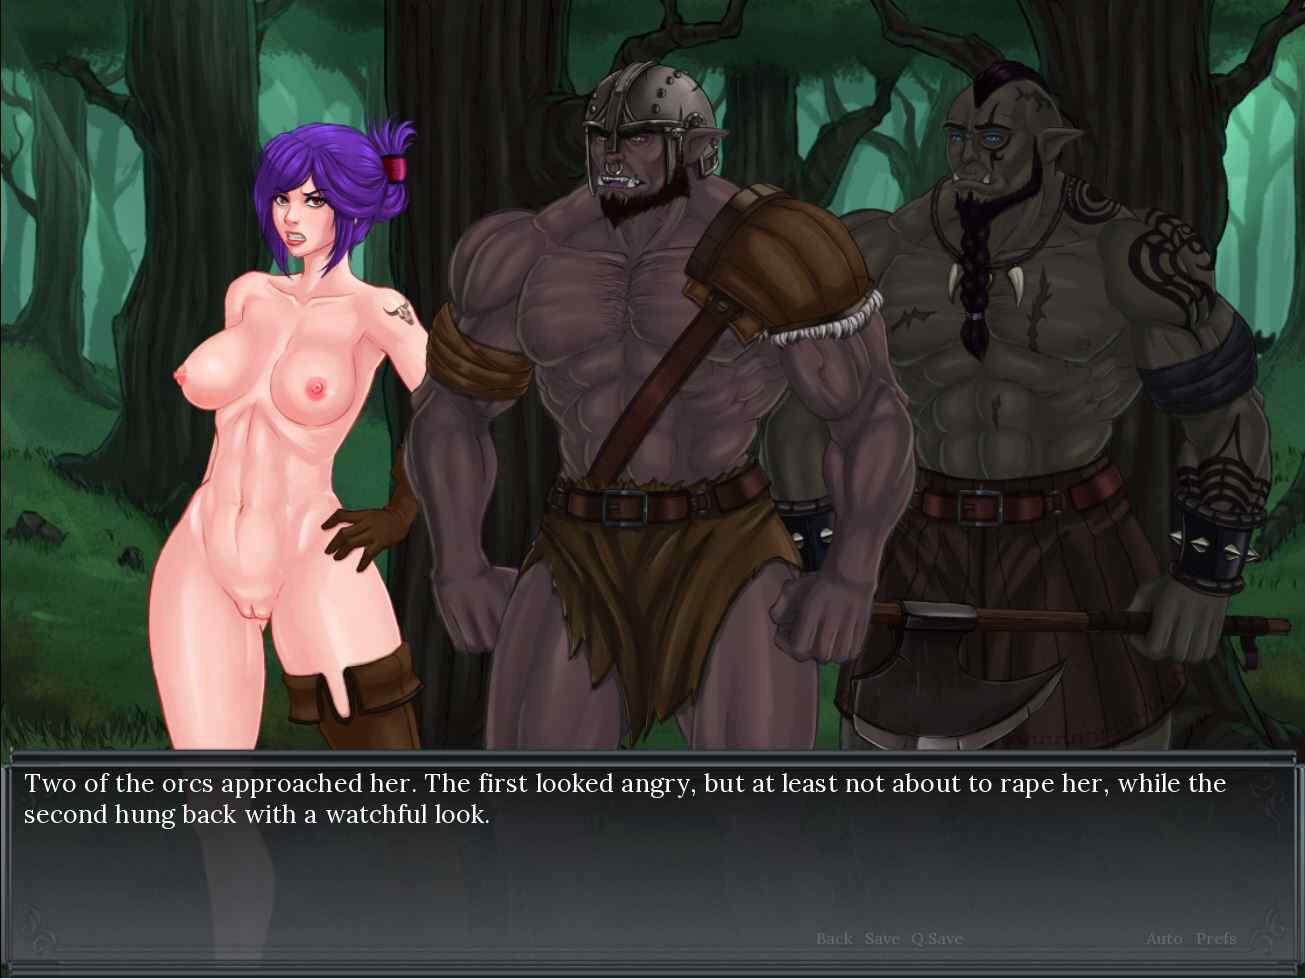 Two of the orcs approached her. The first looked angry, but at least not about to rape her, while the
second hung back with a watchful look.
Back Save Q.Save Auto Prefs